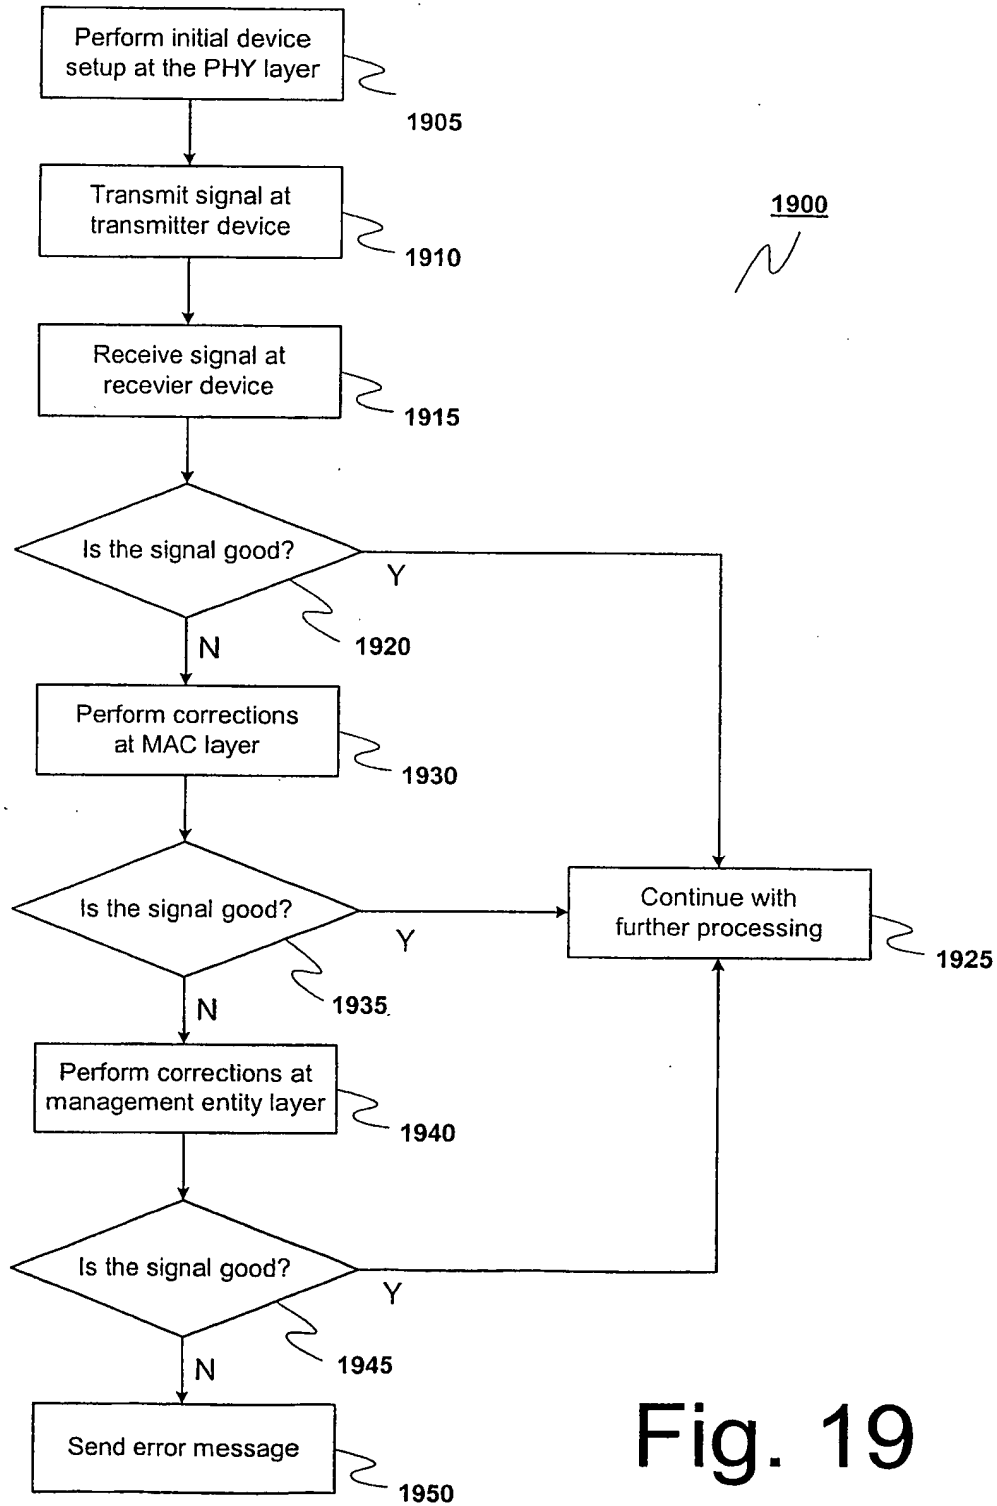 Perform initial device
setup at the PHY layer
1905
Transmit signal at
transmitter device
1910
1900
Receive signal at
recevier device
1915
Is the signal good?
Y
1920
N
Perform corrections
at MAC layer
1930
Is the signal good?
Y
1935
N
Continue with
further processing
1925
Perform corrections at
management entity layer
1940
Is the signal good?
Y
1945
N
Send error message
1950
Fig. 19